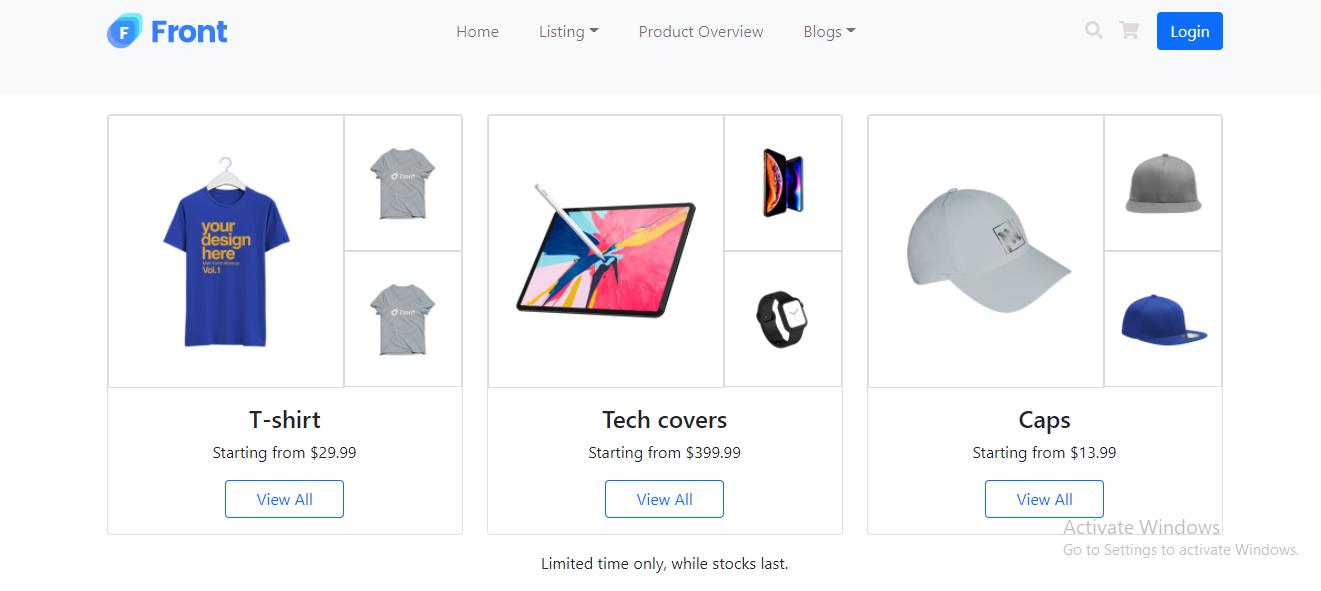 F Front
Home
Listing
Product Overview
Blogs
Login
your
design
here
Vol.1
Front
Front
T-shirt
Starting from $29.99
View All
Tech covers
Starting from $399.99
View All
Caps
Starting from $13.99
View All
Activate Windows
Go to Settings to activate Windows.
Limited time only, while stocks last.